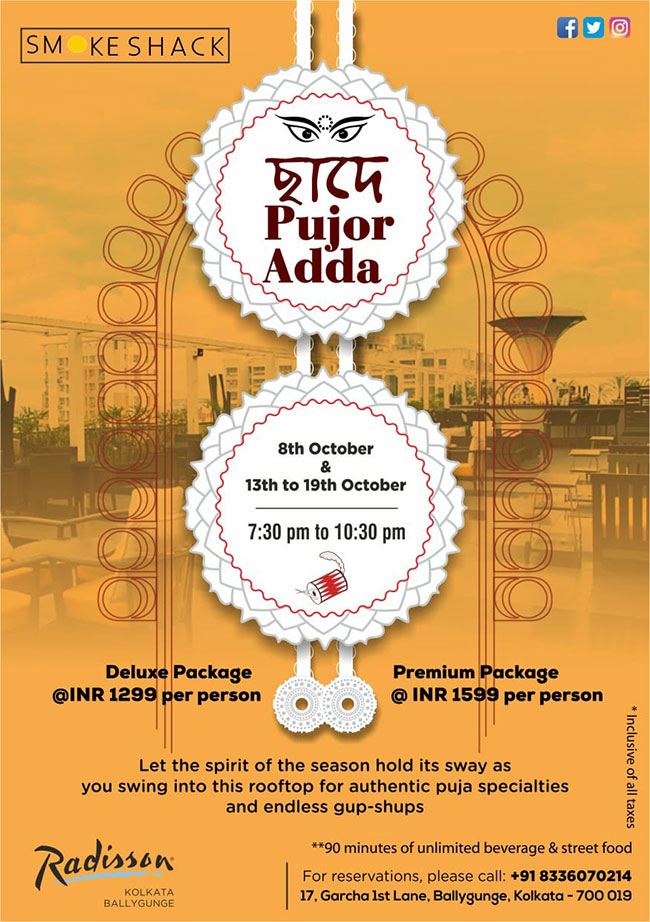 SMOKESHACK
ছাদে
Pujor
Adda
8th October
&
13th to 19th October
7:30 pm to 10:30 pm
Deluxe Package
@INR 1299 per person
Premium Package
@ INR 1599 per person
* Inclusive of all taxes
Let the spirit of the season hold its sway as
you swing into this rooftop for authentic puja specialties
and endless gup-shups
**90 minutes of unlimited beverage & street food
Radisson
KOLKATA
BALLYGUNGE
For reservations, please call: +91 8336070214
17, Garcha 1st Lane, Ballygunge, Kolkata - 700 019